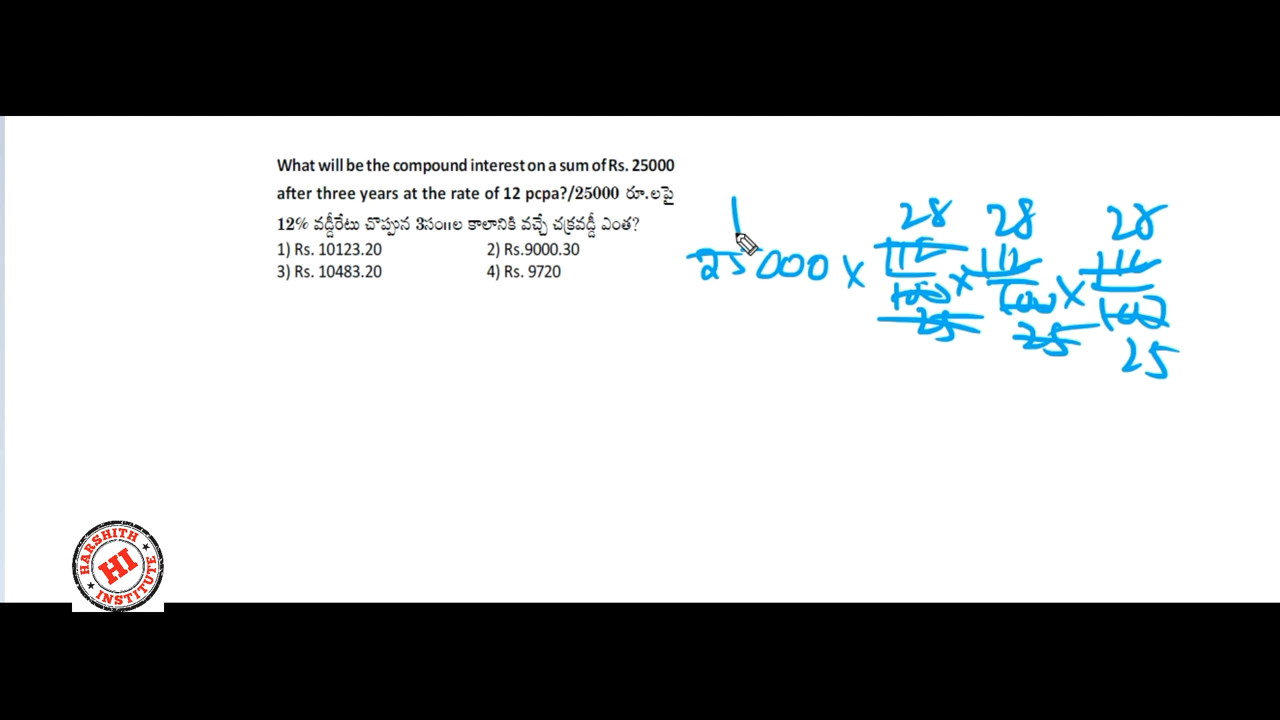 What will be the compound interest on a sum of Rs. 25000
after three years at the rate of 12 pcpa?/25000 రూ.లపై
12% వడ్డీరేటు చొప్పున 3సం॥ల కాలానికి వచ్చే చక్రవడ్డీ ఎంత?
1) Rs. 10123.20 2) Rs.9000.30
3) Rs. 10483.20 4) Rs. 9720
1 28 28 28
25000 × 112 × 112 × 112
100 100 100
25 25 25
HARSHITH
HI
INSTITUTE